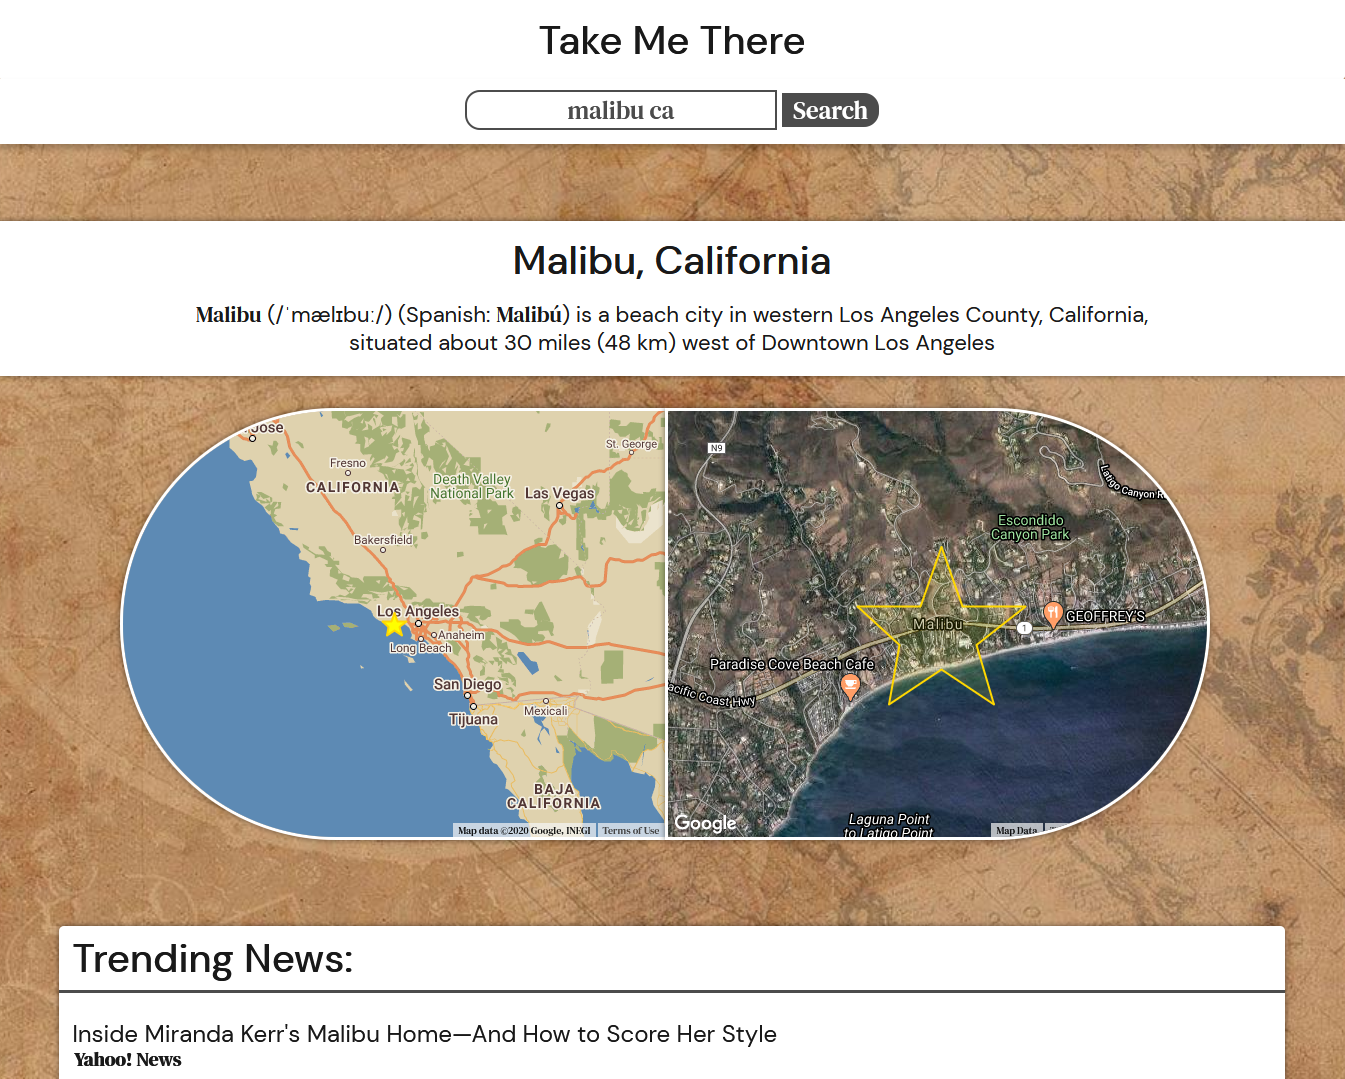 Take Me There
malibu ca
Search
Malibu, California
Malibu (/ˈmælɪbuː/) (Spanish: Malibú) is a beach city in western Los Angeles County, California,
situated about 30 miles (48 km) west of Downtown Los Angeles
ose
Fresno
CALIFORNIA
Death Valley
National Park
St. George
Las Vegas
Bakersfield
Los Angeles
Anaheim
Long Beach
San Diego
Tijuana
Mexicali
BAJA
CALIFORNIA
Map data ©2020 Google, INEGI
Terms of Use
N9
Latigo Canyon R
Escondido
Canyon Park
Malibu
1
GEOFFREY'S
Paradise Cove Beach Cafe
acific Coast Hwy
Laguna Point
to Latigo Point
Google
Map Data
Trending News:
Inside Miranda Kerr's Malibu Home—And How to Score Her Style
Yahoo! News